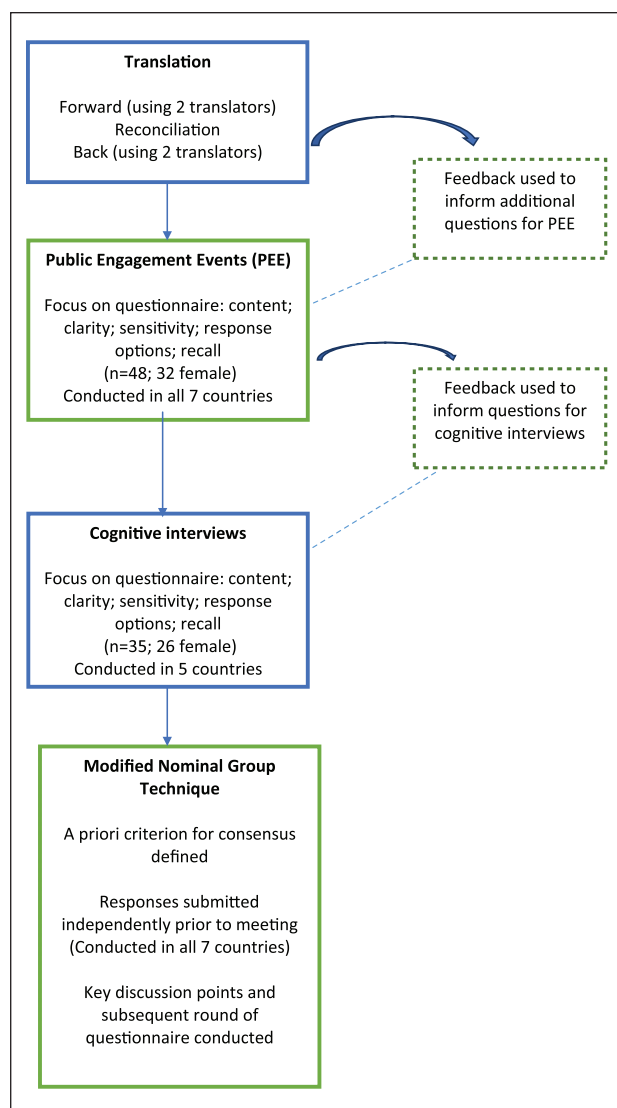 Translation
Forward (using 2 translators)
Reconciliation
Back (using 2 translators)
Feedback used to
inform additional
questions for PEE
Public Engagement Events (PEE)
Focus on questionnaire: content;
clarity; sensitivity; response
options; recall
(n=48; 32 female)
Conducted in all 7 countries
Feedback used to
inform questions for
cognitive interviews
Cognitive interviews
Focus on questionnaire: content;
clarity; sensitivity; response
options; recall
(n=35; 26 female)
Conducted in 5 countries
Modified Nominal Group
Technique
A priori criterion for consensus
defined
Responses submitted
independently prior to meeting
(Conducted in all 7 countries)
Key discussion points and
subsequent round of
questionnaire conducted